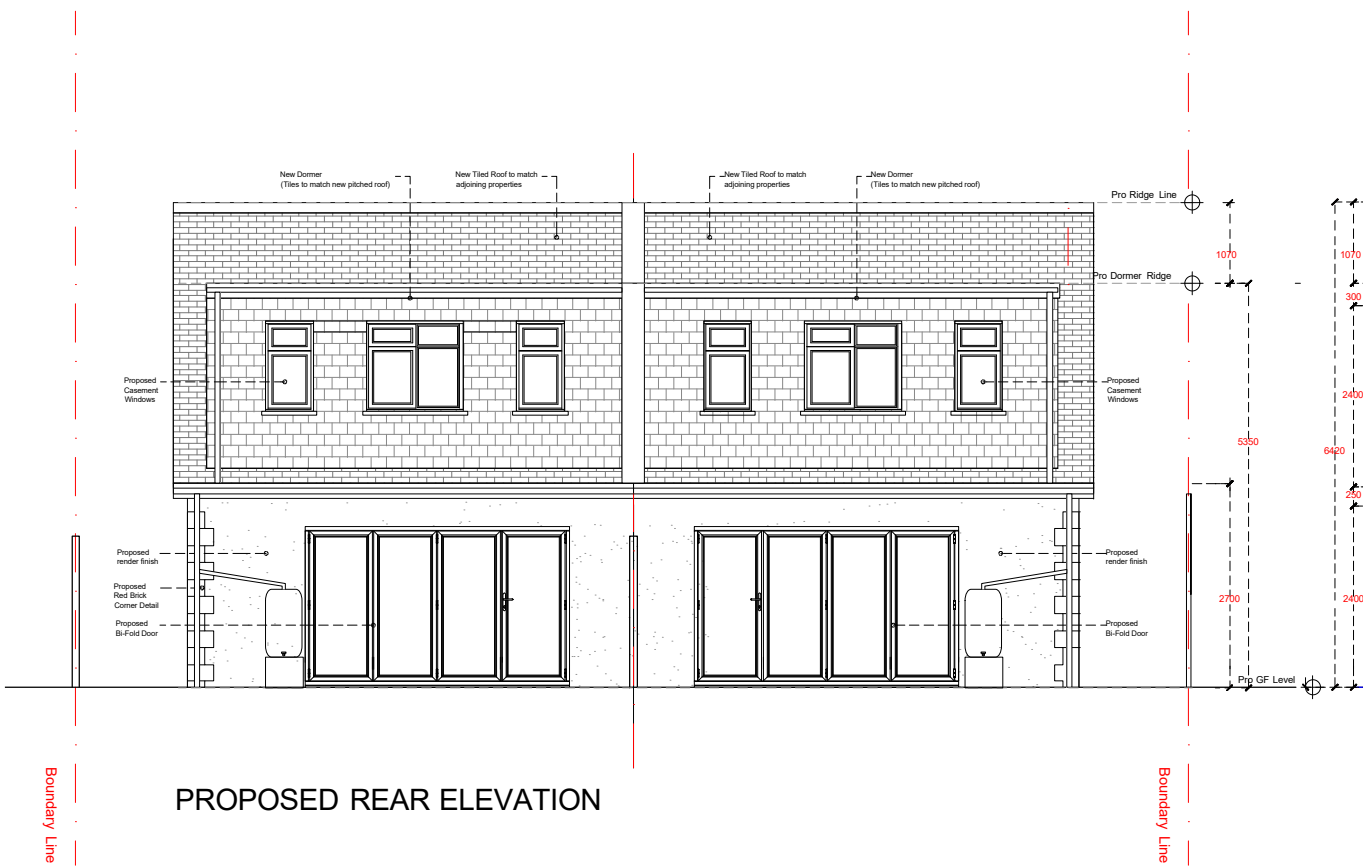 New Dormer
(Tiles to match new pitched roof)
New Tiled Roof to match
adjoining properties
New Tiled Roof to match
adjoining properties
New Dormer
(Tiles to match new pitched roof)
Pro Ridge Line
1070
1070
Pro Dormer Ridge
300
Proposed
Casement
Windows
Proposed
Casement
Windows
2400
5350
6420
250
Proposed
render finish
Proposed
render finish
Proposed
Red Brick
Corner Detail
2700
2400
Proposed
Bi-Fold Door
Proposed
Bi-Fold Door
Pro GF Level
Boundary Line
Boundary Line
PROPOSED REAR ELEVATION